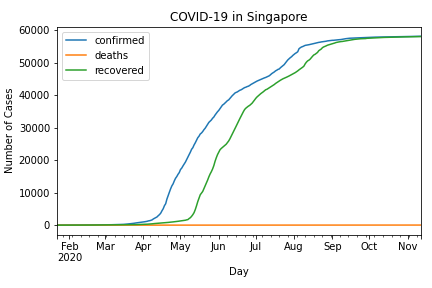 COVID-19 in Singapore
confirmed
deaths
recovered
Number of Cases
60000
50000
40000
30000
20000
10000
0
Feb Mar Apr May Jun Jul Aug Sep Oct Nov
2020
Day